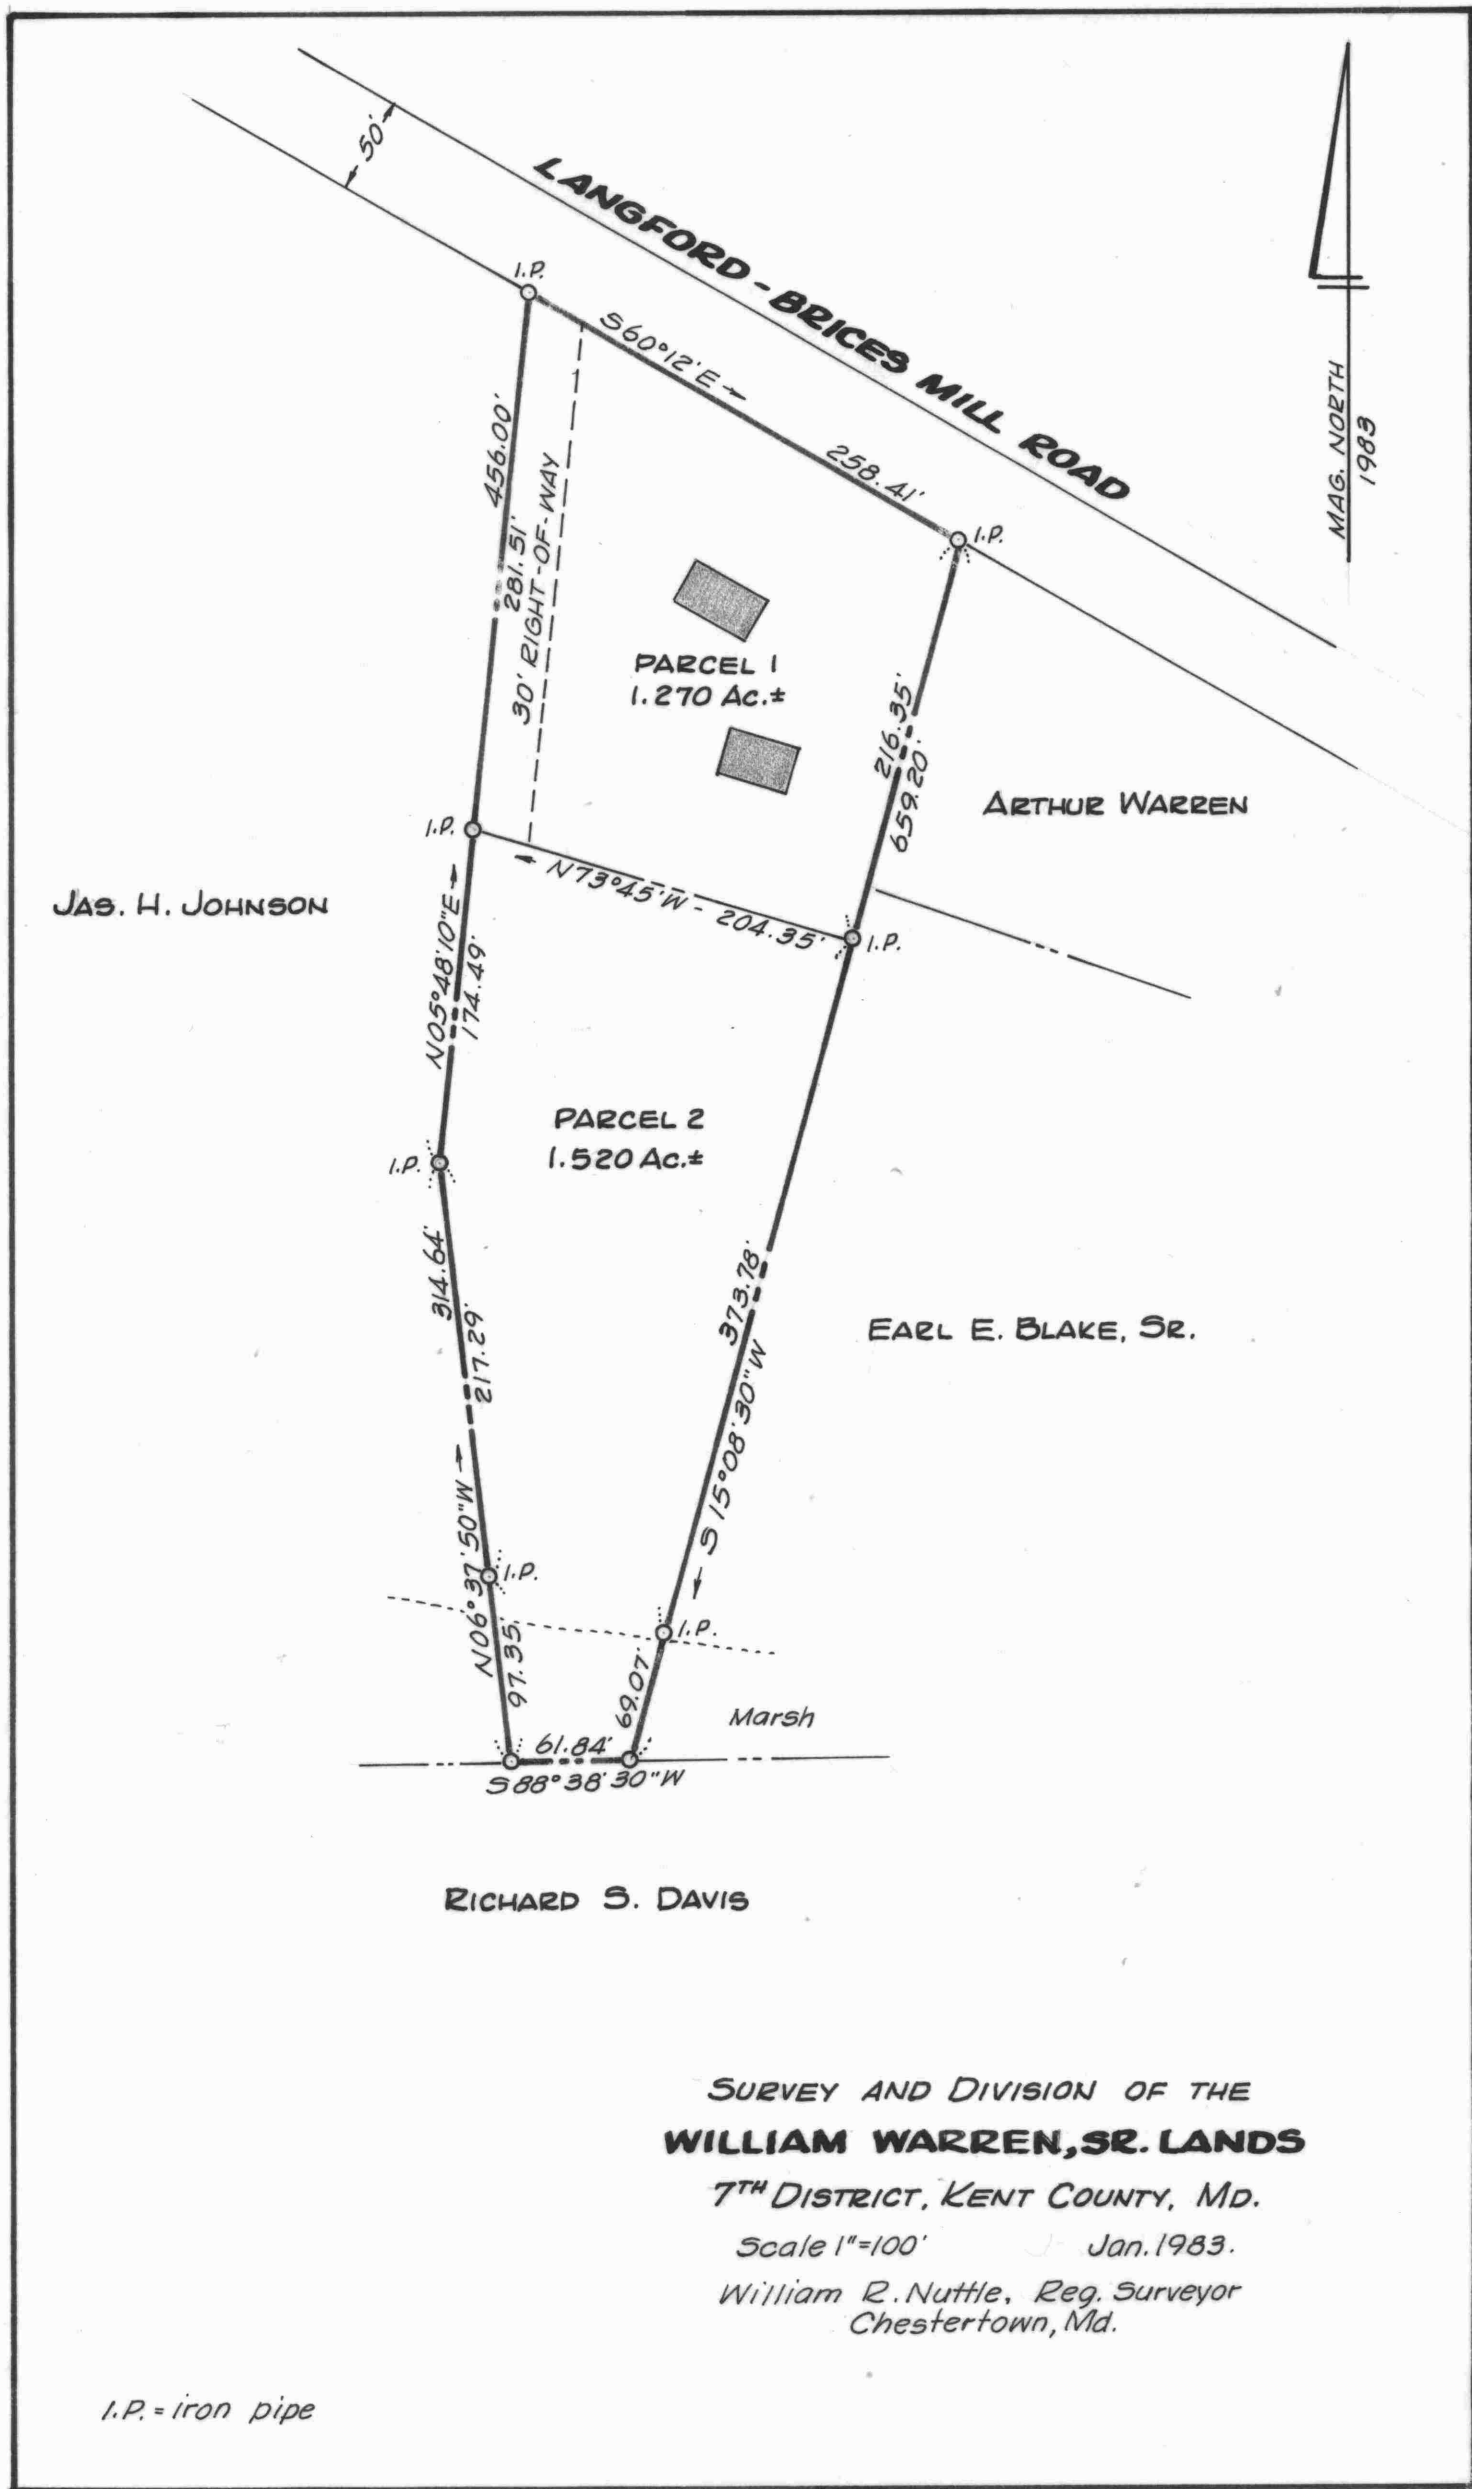 50'
LANGFORD - BRICES MILL ROAD
I.P.
S60°12'E
258.41'
I.P.
MAG. NORTH
1983
456.00'
281.51'
30' RIGHT-OF-WAY
PARCEL 1
1.270 Ac.±
216.35'
659.20'
ARTHUR WARREN
I.P.
N73°45'W - 204.35'
I.P.
JAS. H. JOHNSON
N05°48'10"E
174.49'
PARCEL 2
1.520 Ac.±
I.P.
314.64'
217.29'
373.78'
S 15°08'30"W
EARL E. BLAKE, SR.
N06°37'50"W
I.P.
97.35'
I.P.
69.07'
Marsh
61.84'
S88°38'30"W
RICHARD S. DAVIS
SURVEY AND DIVISION OF THE
WILLIAM WARREN, SR. LANDS
7TH DISTRICT, KENT COUNTY, MD.
Scale 1"=100' Jan. 1983.
William R. Nuttle, Reg. Surveyor
Chestertown, Md.
I.P. = iron pipe